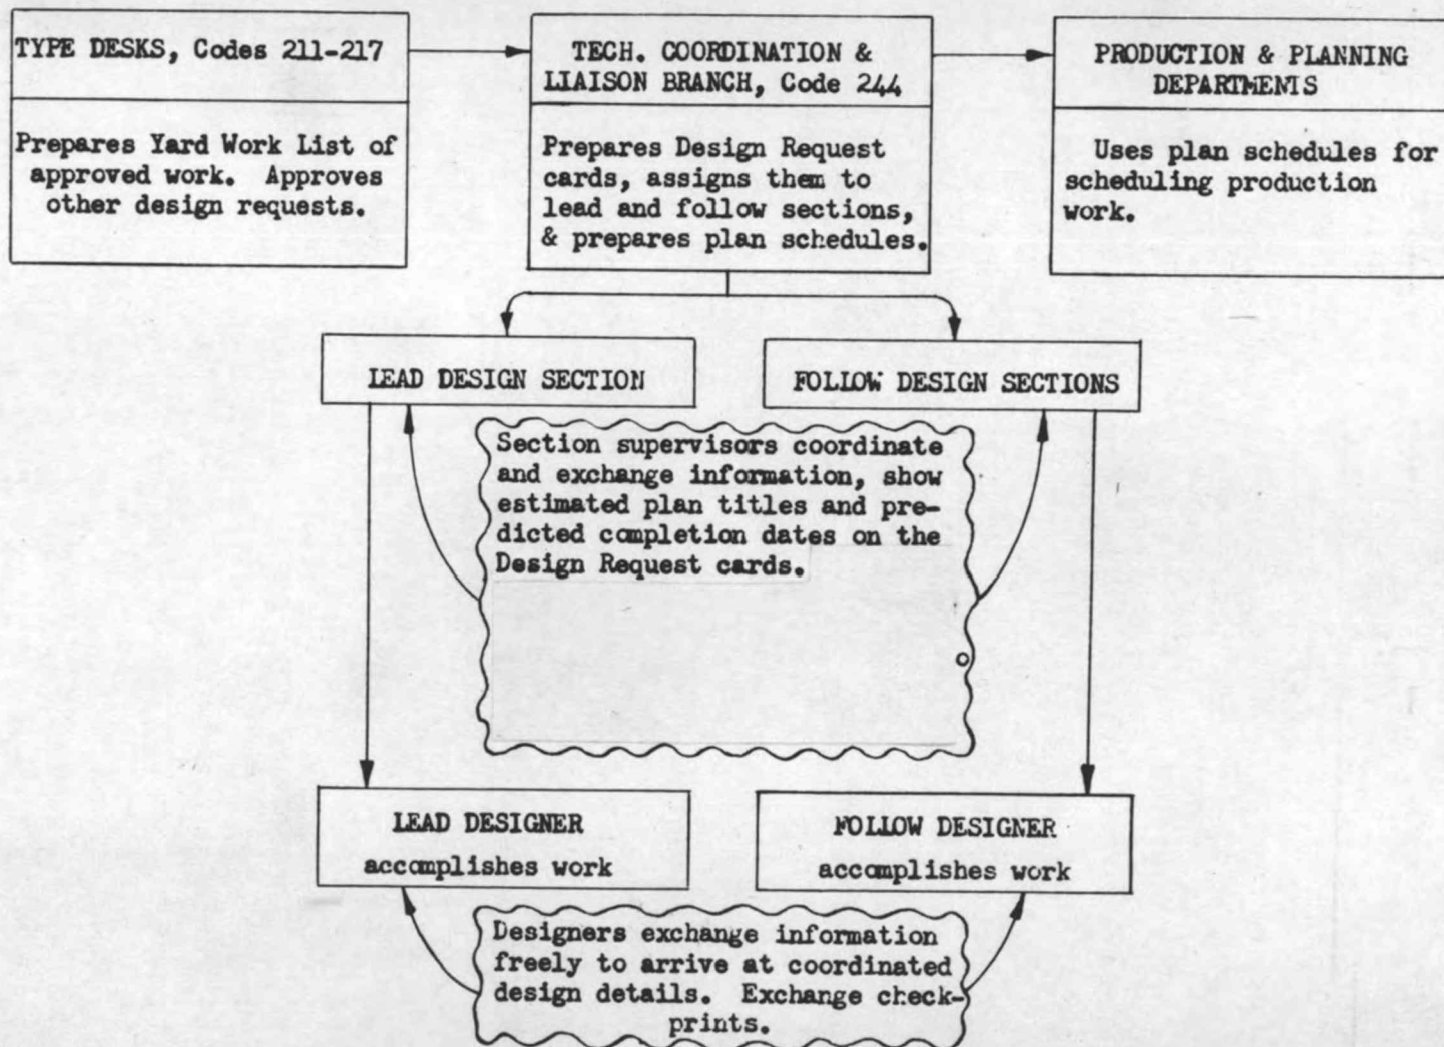 TYPE DESKS, Codes 211-217
Prepares Yard Work List of
approved work. Approves
other design requests.
TECH. COORDINATION &
LIAISON BRANCH, Code 244
Prepares Design Request
cards, assigns them to
lead and follow sections,
& prepares plan schedules.
PRODUCTION & PLANNING
DEPARTMENTS
Uses plan schedules for
scheduling production
work.
LEAD DESIGN SECTION
FOLLOW DESIGN SECTIONS
Section supervisors coordinate
and exchange information, show
estimated plan titles and pre-
dicted completion dates on the
Design Request cards.
LEAD DESIGNER
accomplishes work
FOLLOW DESIGNER
accomplishes work
Designers exchange information
freely to arrive at coordinated
design details. Exchange check-
prints.